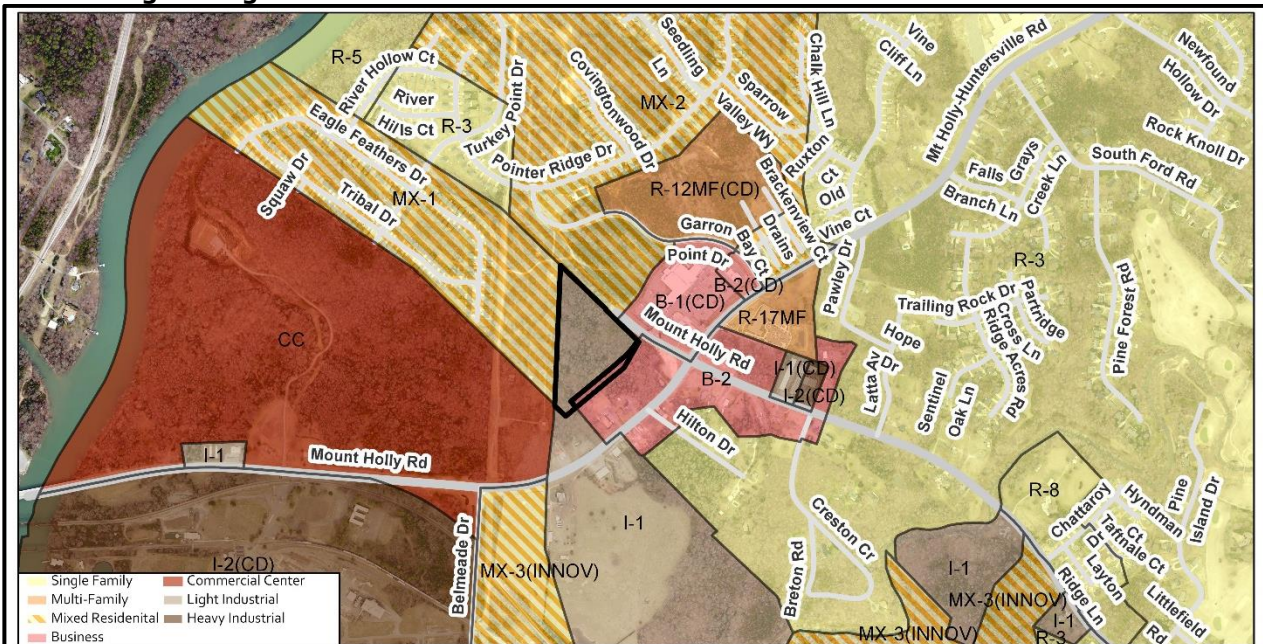 R-5
River Hollow Ct
River
Hi/ls Ct
R-3
Turkey Point Dr
Covingtonwood Dr
Seedling
Ln
MX-2
Sparrow
Valley WY
Chalk Hill Ln
Vine
Cliff Ln
Mt Holly-Huntersville Rd
Newfound
Hollow Dr
Rock Knoll Dr
South Ford Rd
Eagle Feathers Dr
Squaw Dr
Tribal Dr
MX-1
Pointer Ridge Dr
R-12MF(CD)
Brackenview Ct
Ruxton
Ct
Old
Vine Ct
Falls
Branch Ln
Grays
Creek Ln
R-3
Garron
Point Dr
Bay Ct
Drains
B-2(CD)
B-1(CD)
R-17MF
Pawley Dr
Trailing Rock Dr
Partridge
Cross Ln
Ridge Acres Rd
Pine Forest Rd
Mount Holly Rd
B-2
I-1(CD)
I-2(CD)
Hope
Dr
Latta Av
Sentinel
Oak Ln
CC
Hilton Dr
I-1
Mount Holly Rd
I-1
R-8
Chattaroy
Ct
Hyndman
Pine
Island Dr
Taffnale Ct
Dr
Layton
Ridge Ln
Littlefield
Rd
Creston Cr
Breton Rd
I-2(CD)
Belmeade Dr
MX-3(INNOV)
I-1
MX-3(INNOV)
I-1
R-3
MX-3(INNOV)
Single Family
Multi-Family
Mixed Residenital
Business
Commercial Center
Light Industrial
Heavy Industrial